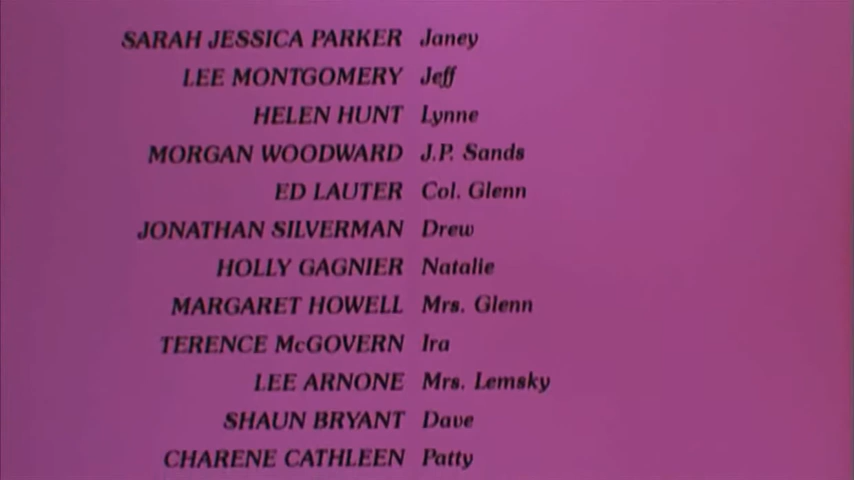 SARAH JESSICA PARKER Janey
LEE MONTGOMERY Jeff
HELEN HUNT Lynne
MORGAN WOODWARD J.P. Sands
ED LAUTER Col. Glenn
JONATHAN SILVERMAN Drew
HOLLY GAGNIER Natalie
MARGARET HOWELL Mrs. Glenn
TERENCE McGOVERN Ira
LEE ARNONE Mrs. Lemsky
SHAUN BRYANT Dave
CHARENE CATHLEEN Patty